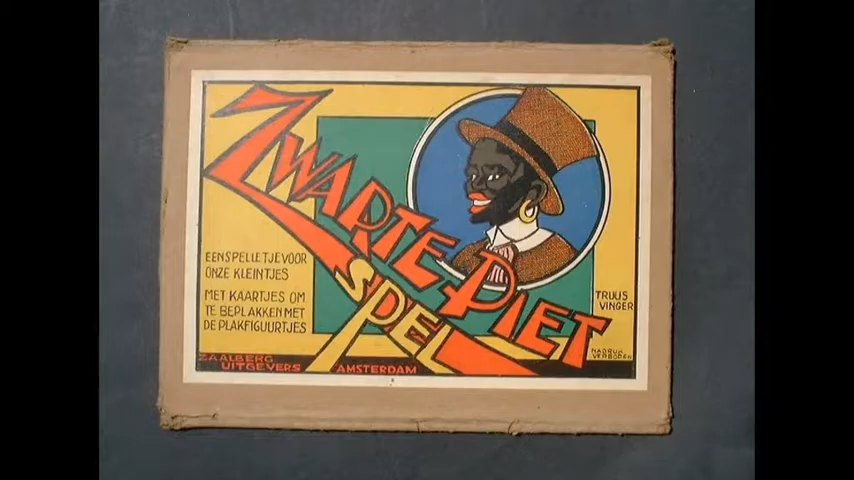 ZWARTE PIET
SPEL
EEN SPELLETJE VOOR
ONZE KLEINTJES
MET KAARTJES OM
TE BEPLAKKEN MET
DE PLAKFIGUURTJES
TRUUS
VINGER
NADRUK
VERBODEN
ZAALBERG
UITGEVERS AMSTERDAM